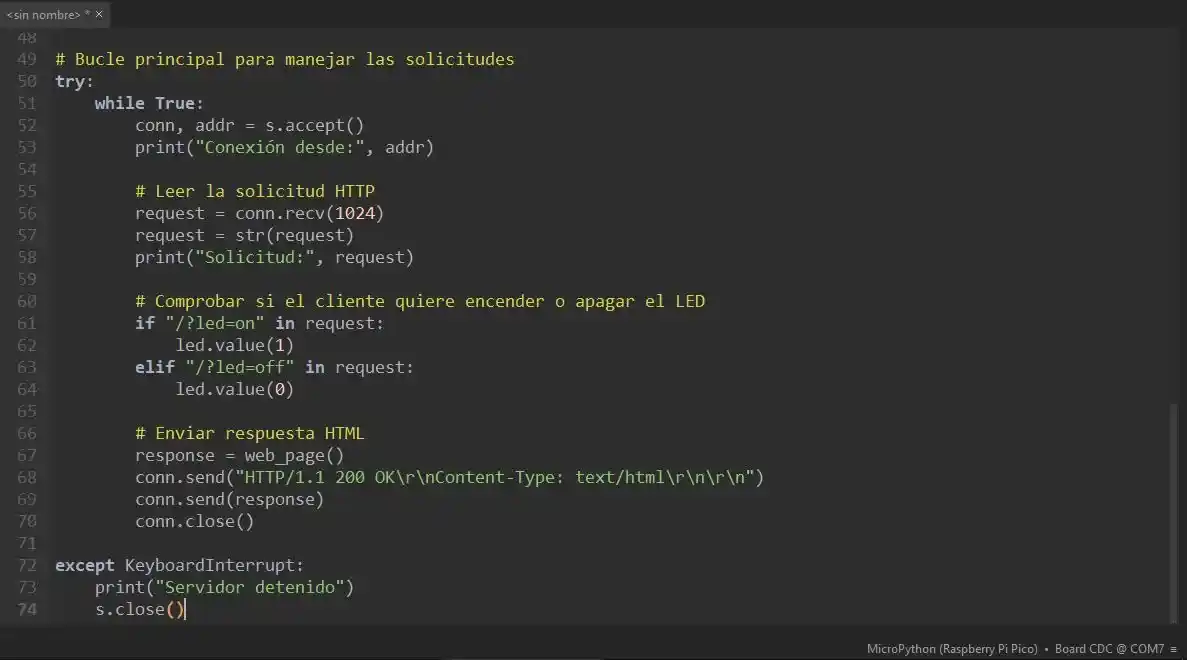 <sin nombre> * ×
48
49 # Bucle principal para manejar las solicitudes
50 try:
51     while True:
52         conn, addr = s.accept()
53         print("Conexión desde:", addr)
54
55         # Leer la solicitud HTTP
56         request = conn.recv(1024)
57         request = str(request)
58         print("Solicitud:", request)
59
60         # Comprobar si el cliente quiere encender o apagar el LED
61         if "/?led=on" in request:
62             led.value(1)
63         elif "/?led=off" in request:
64             led.value(0)
65
66         # Enviar respuesta HTML
67         response = web_page()
68         conn.send("HTTP/1.1 200 OK\r\nContent-Type: text/html\r\n\r\n")
69         conn.send(response)
70         conn.close()
71
72 except KeyboardInterrupt:
73     print("Servidor detenido")
74     s.close()
MicroPython (Raspberry Pi Pico) • Board CDC @ COM7 ≡